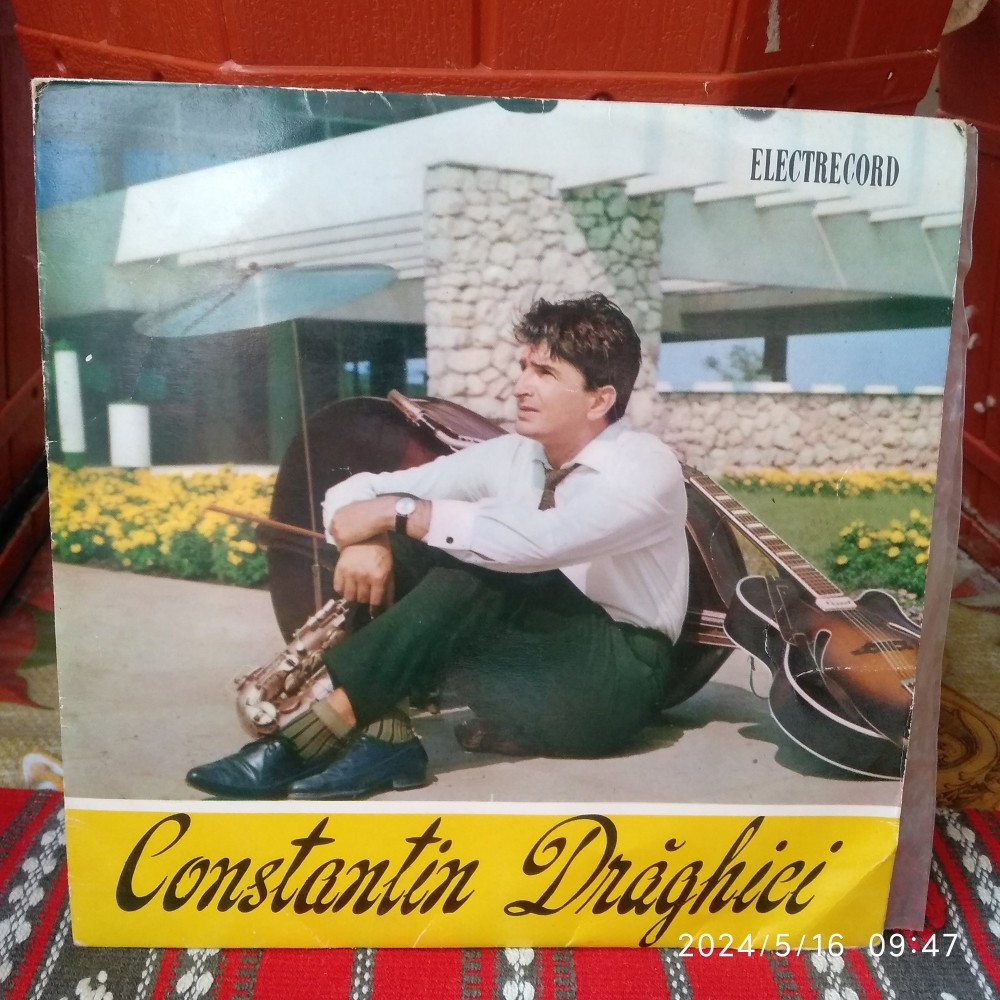 ELECTRECORD
Constantin Drăghici
2024/5/16 09:47